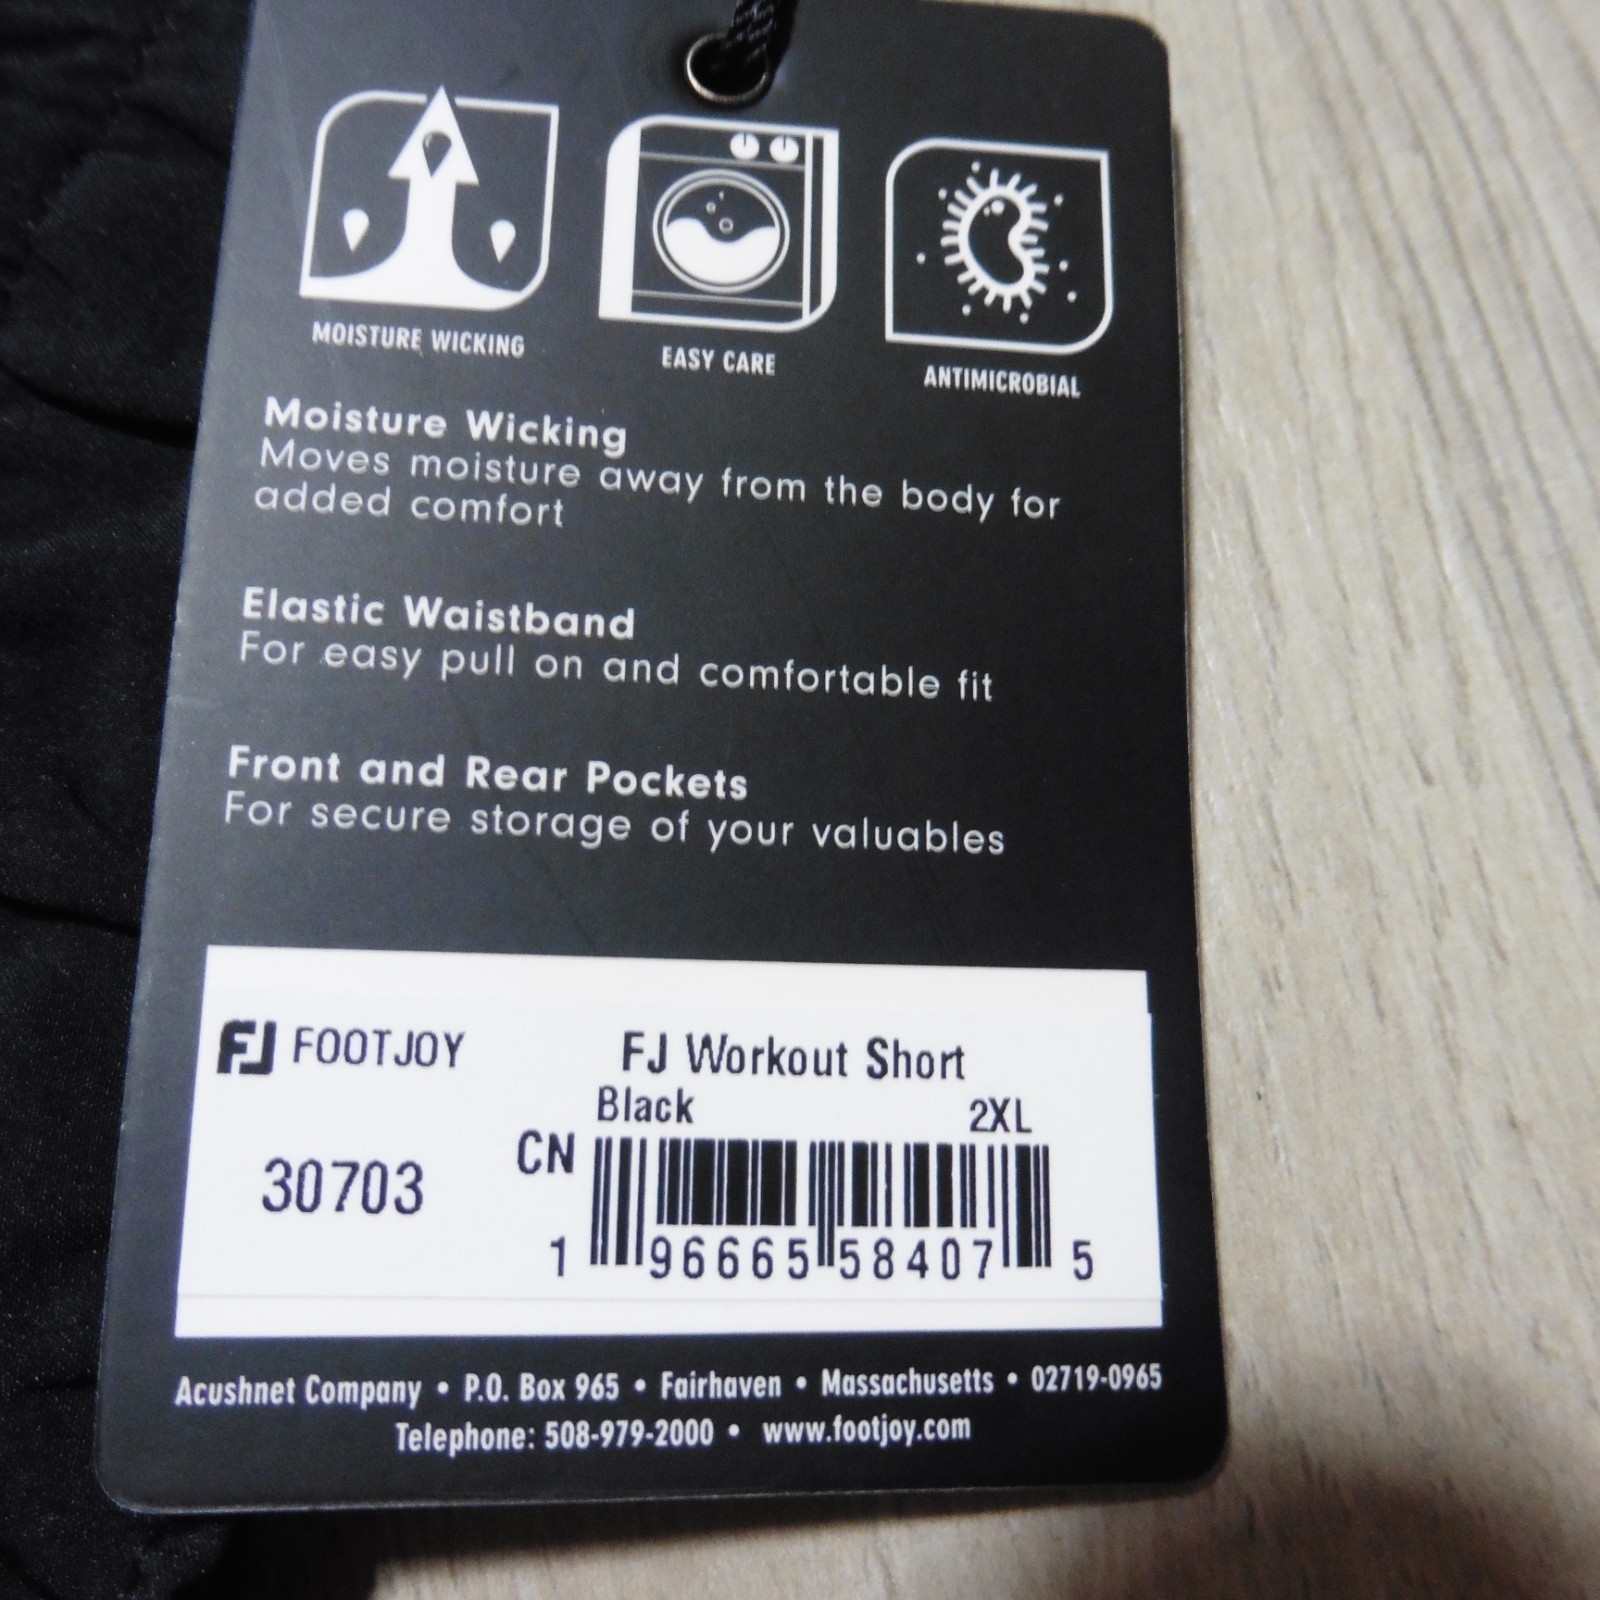 MOISTURE WICKING
EASY CARE
ANTIMICROBIAL
Moisture Wicking
Moves moisture away from the body for
added comfort
Elastic Waistband
For easy pull on and comfortable fit
Front and Rear Pockets
For secure storage of your valuables
FJ FOOTJOY
FJ Workout Short
Black 2XL
CN
30703
1 96665 58407 5
Acushnet Company • P.O. Box 965 • Fairhaven • Massachusetts • 02719-0965
Telephone: 508-979-2000 • www.footjoy.com